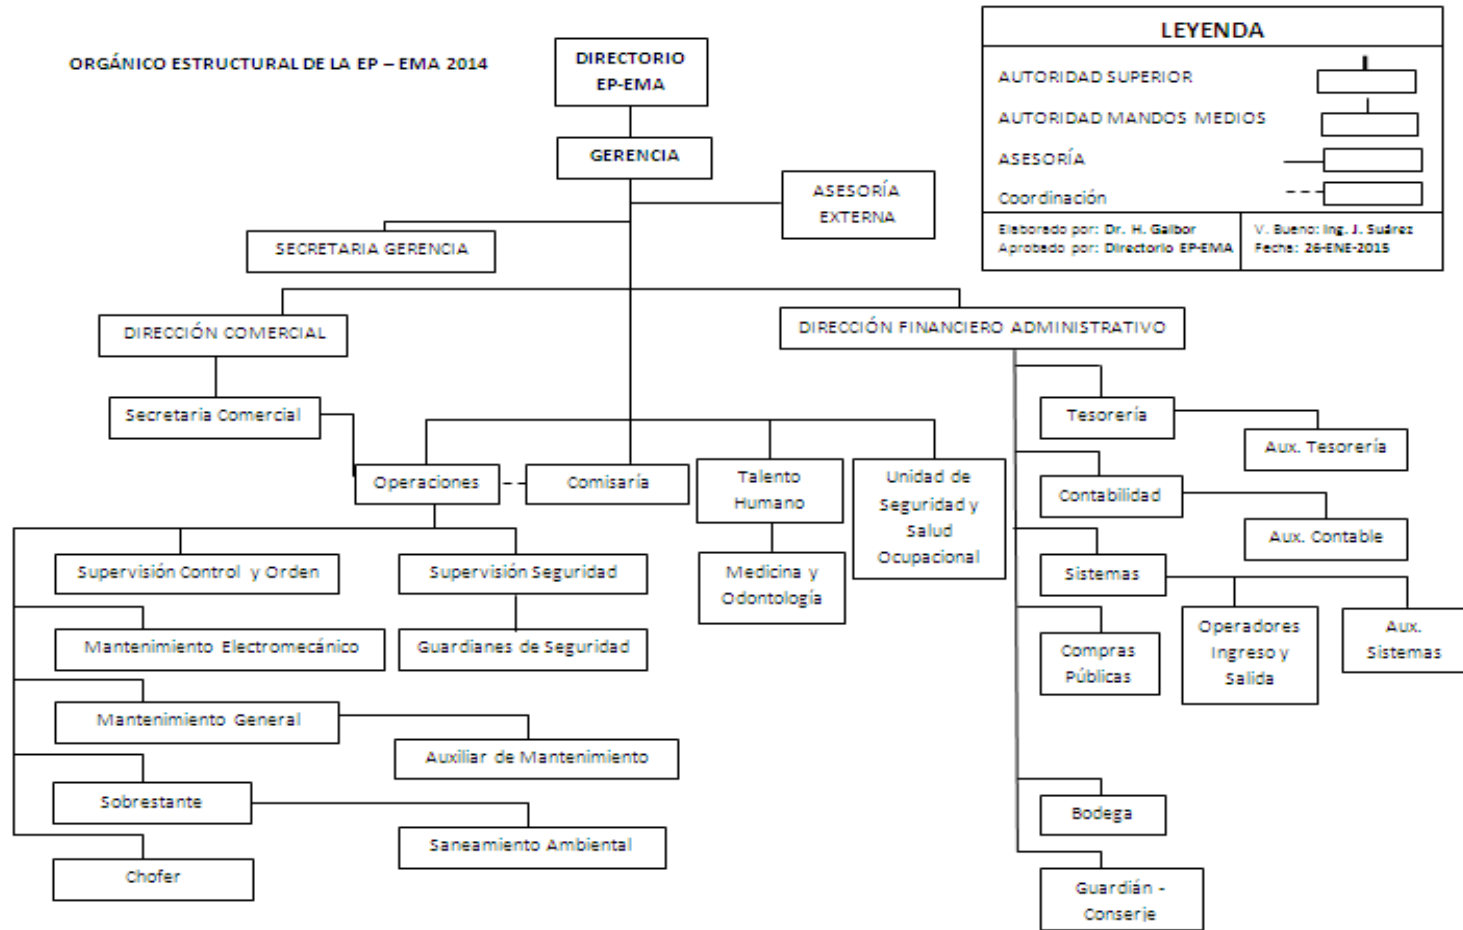 ORGÁNICO ESTRUCTURAL DE LA EP – EMA 2014
DIRECTORIO
EP-EMA
GERENCIA
ASESORÍA
EXTERNA
SECRETARIA GERENCIA
LEYENDA
AUTORIDAD SUPERIOR
AUTORIDAD MANDOS MEDIOS
ASESORÍA
Coordinación
Elaborado por: Dr. H. Gaibor
Aprobado por: Directorio EP-EMA
V. Bueno: Ing. J. Suárez
Fecha: 26-ENE-2015
DIRECCIÓN COMERCIAL
DIRECCIÓN FINANCIERO ADMINISTRATIVO
Secretaria Comercial
Tesorería
Aux. Tesorería
Operaciones
Comisaría
Talento
Humano
Unidad de
Seguridad y
Salud
Ocupacional
Contabilidad
Aux. Contable
Supervisión Control y Orden
Supervisión Seguridad
Medicina y
Odontología
Sistemas
Mantenimiento Electromecánico
Guardianes de Seguridad
Compras
Públicas
Operadores
Ingreso y
Salida
Aux.
Sistemas
Mantenimiento General
Auxiliar de Mantenimiento
Sobrestante
Saneamiento Ambiental
Bodega
Chofer
Guardián -
Conserje